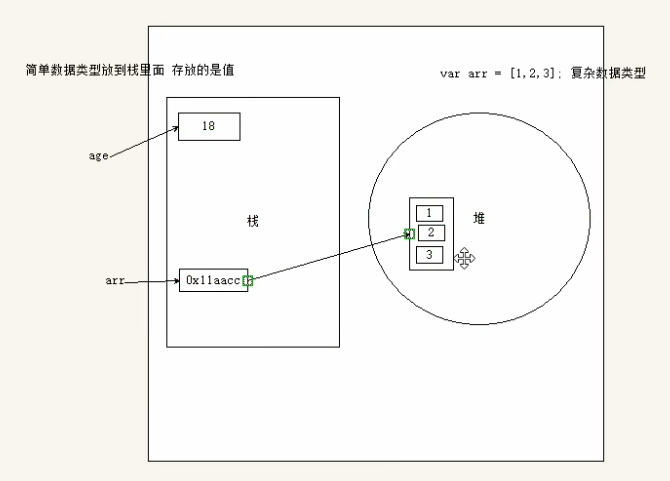 简单数据类型放到栈里面 存放的是值
var arr = [1,2,3]; 复杂数据类型
18
age
栈
堆
1
2
3
arr
0x11aacc